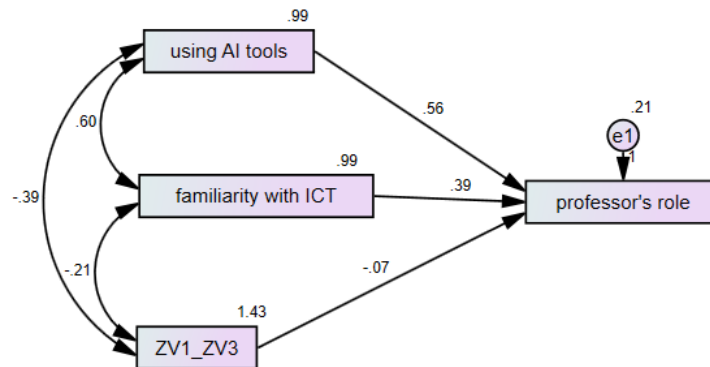 .99
using AI tools
.56
.21
e1
1
.60
.99
-.39
familiarity with ICT
.39
professor's role
-.21
-.07
1.43
ZV1_ZV3